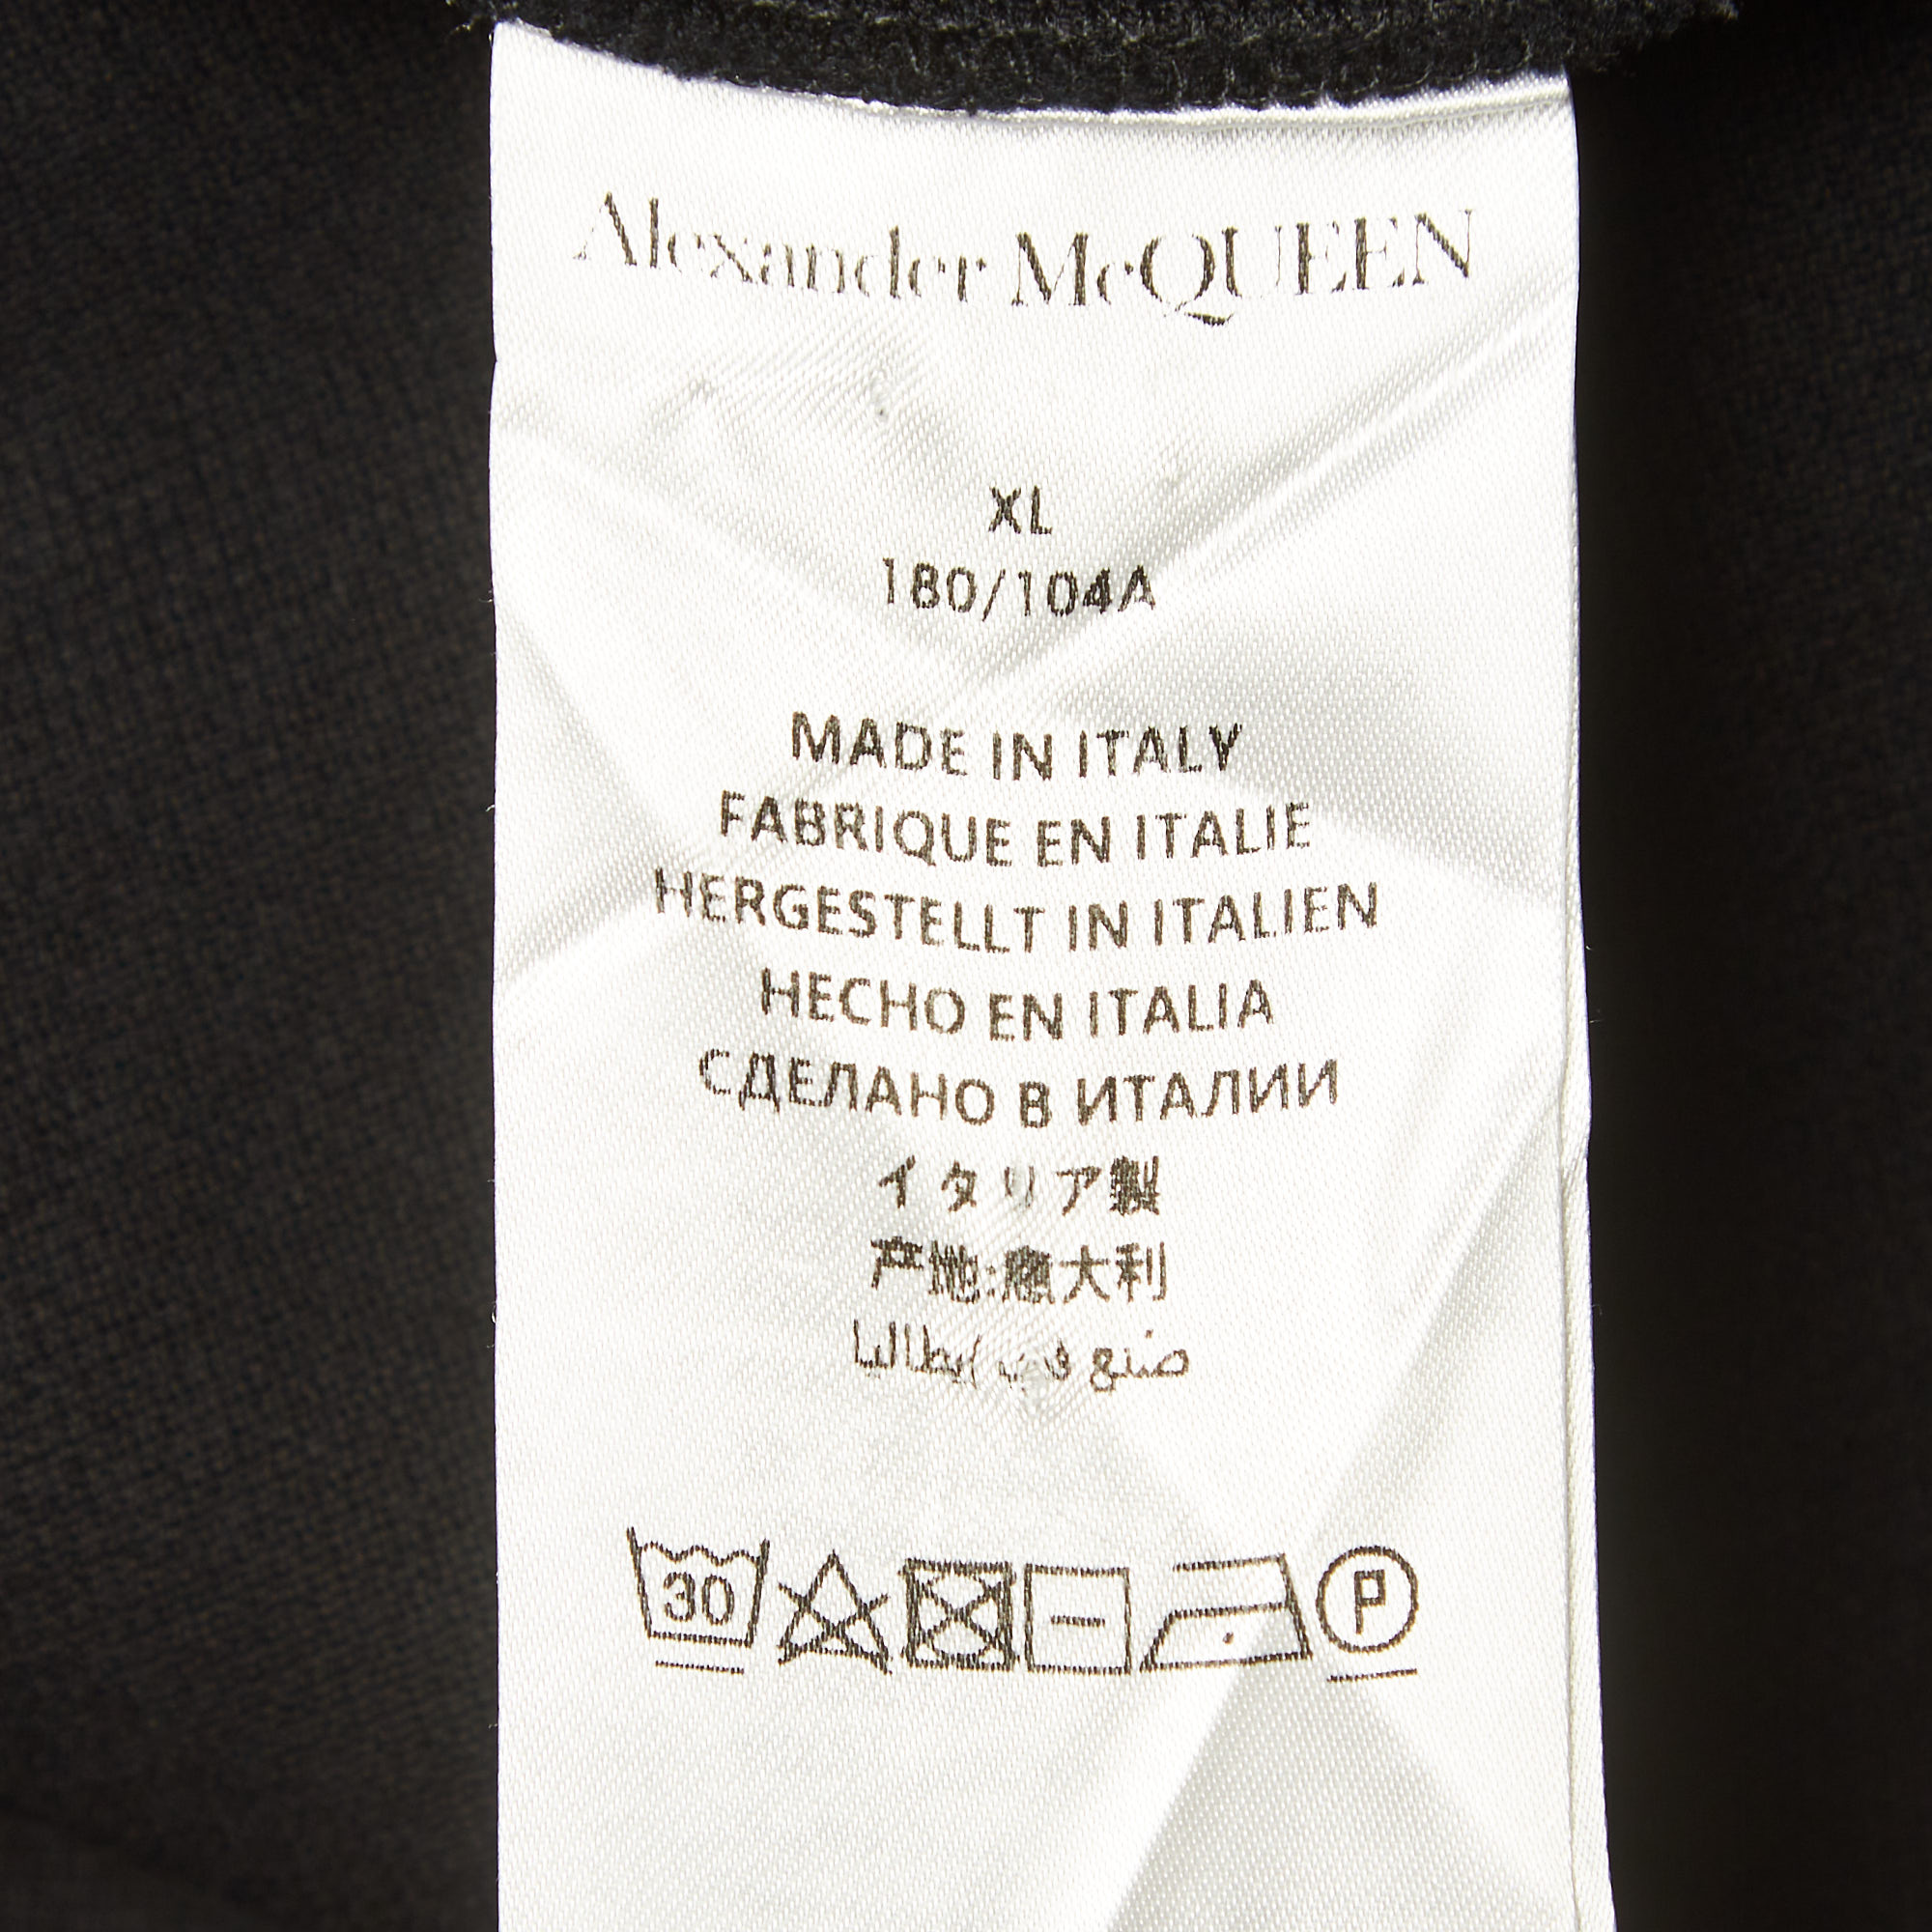 Alexander McQUEEN
XL
180/104A
MADE IN ITALY
FABRIQUE EN ITALIE
HERGESTELLT IN ITALIEN
HECHO EN ITALIA
СДЕЛАНО В ИТАЛИИ
イタリア製
产地:意大利
صنع في إيطاليا
30
P